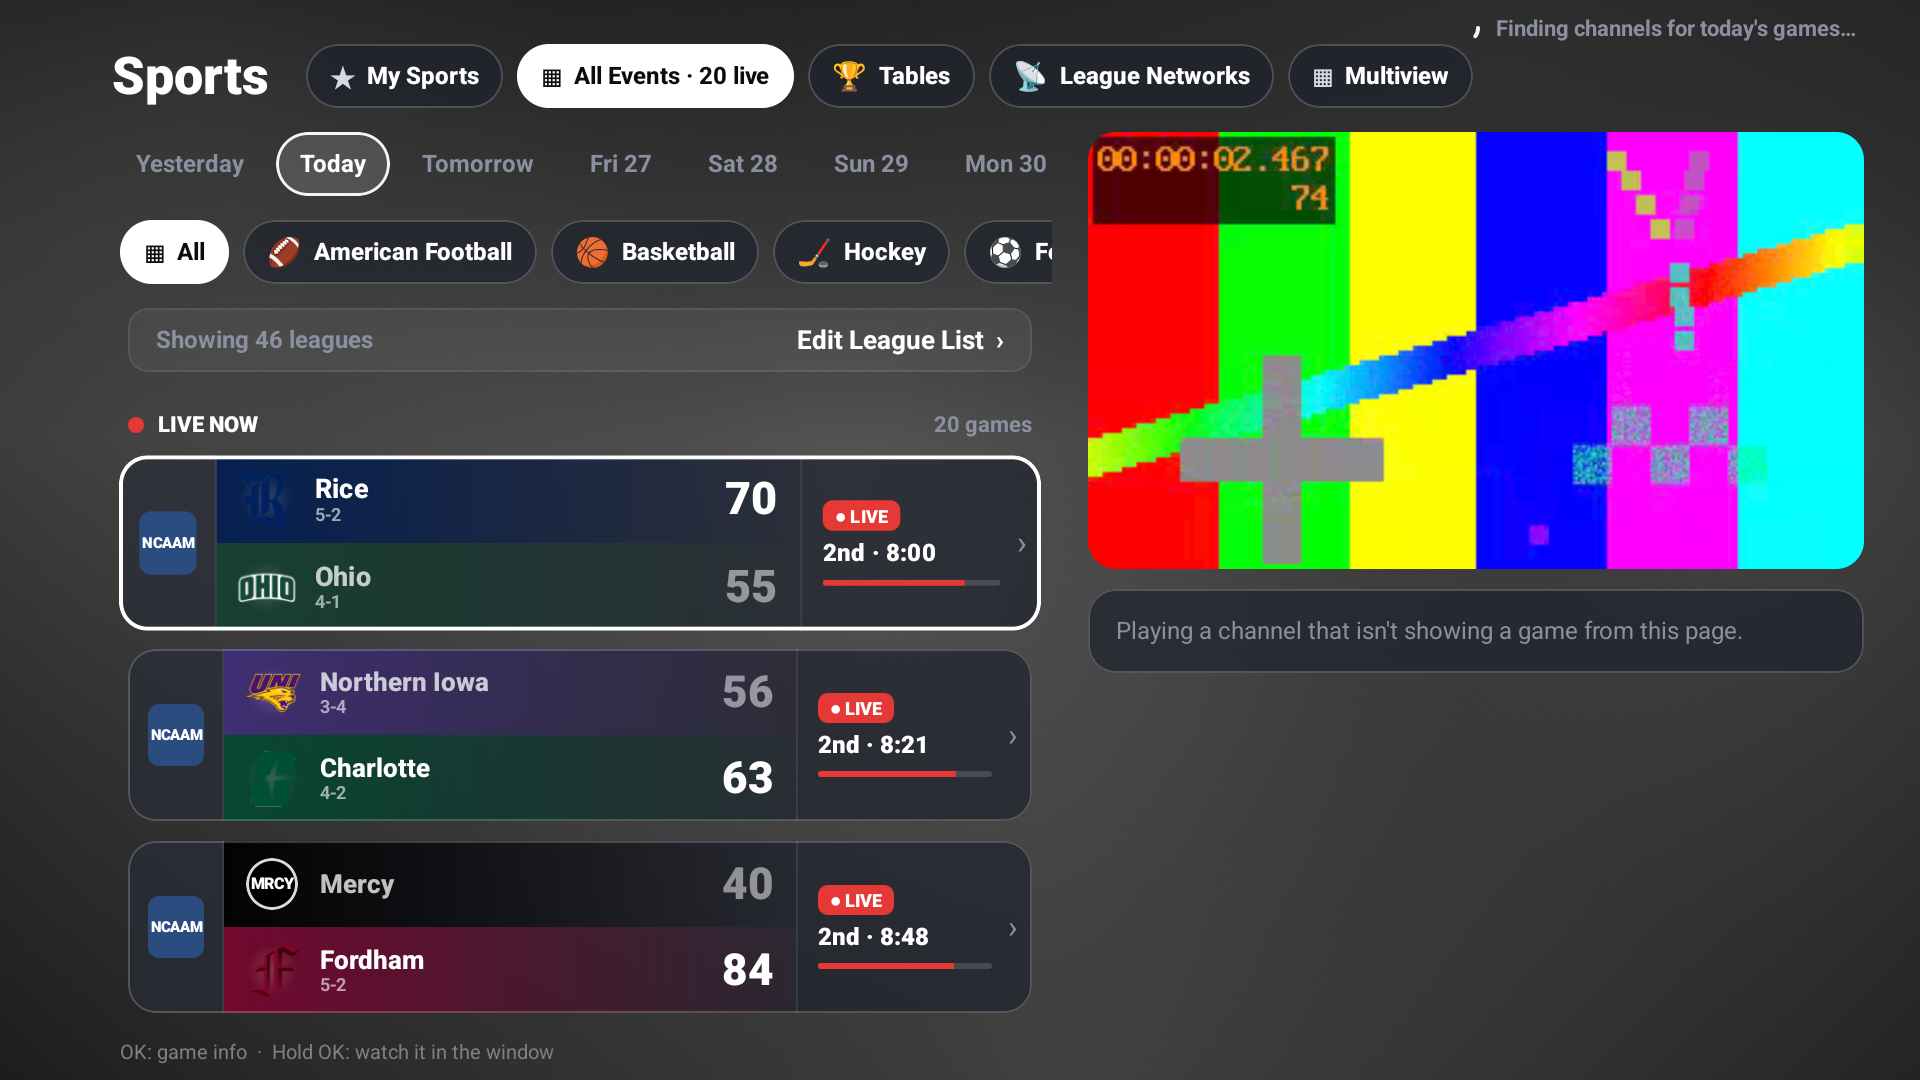 Finding channels for today's games...
Sports
★ My Sports
All Events · 20 live
Tables
League Networks
Multiview
Yesterday
Today
Tomorrow
Fri 27
Sat 28
Sun 29
Mon 30
All
American Football
Basketball
Hockey
Showing 46 leagues
Edit League List ›
LIVE NOW
20 games
NCAAM
Rice
5-2
70
OHIO
Ohio
4-1
55
● LIVE
2nd · 8:00
›
NCAAM
UNI
Northern Iowa
3-4
56
Charlotte
4-2
63
● LIVE
2nd · 8:21
›
NCAAM
MRCY
Mercy
40
Fordham
5-2
84
● LIVE
2nd · 8:48
›
OK: game info · Hold OK: watch it in the window
00:00:02.467
74
Playing a channel that isn't showing a game from this page.